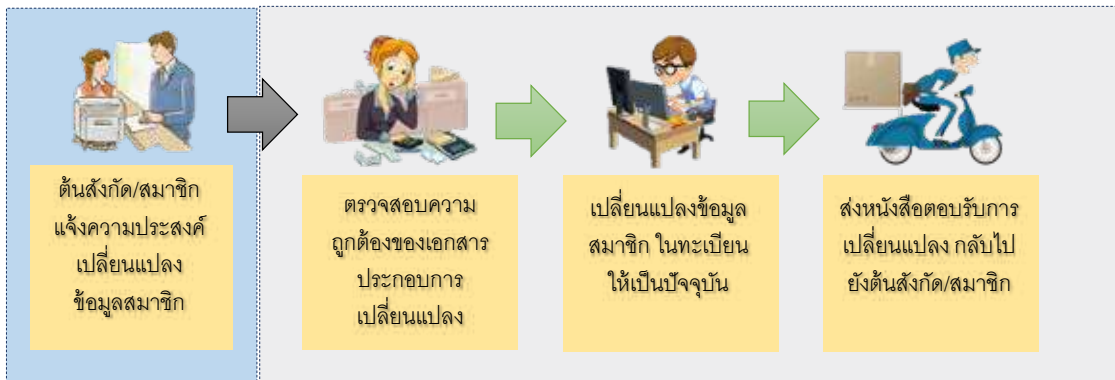 ต้นสังกัด/สมาชิก
แจ้งความประสงค์
เปลี่ยนแปลง
ข้อมูลสมาชิก
ตรวจสอบความ
ถูกต้องของเอกสาร
ประกอบการ
เปลี่ยนแปลง
เปลี่ยนแปลงข้อมูล
สมาชิก ในทะเบียน
ให้เป็นปัจจุบัน
ส่งหนังสือตอบรับการ
เปลี่ยนแปลง กลับไป
ยังต้นสังกัด/สมาชิก